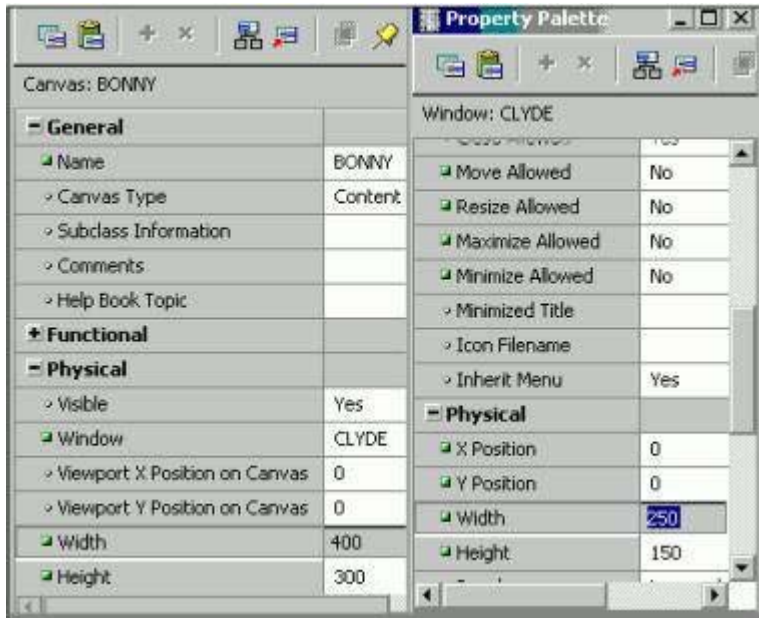 Canvas: BONNY
General
Name BONNY
Canvas Type Content
Subclass Information
Comments
Help Book Topic
Functional
Physical
Visible Yes
Window CLYDE
Viewport X Position on Canvas 0
Viewport Y Position on Canvas 0
Width 400
Height 300
Property Palette
Window: CLYDE
Move Allowed No
Resize Allowed No
Maximize Allowed No
Minimize Allowed No
Minimized Title
Icon Filename
Inherit Menu Yes
Physical
X Position 0
Y Position 0
Width 250
Height 150